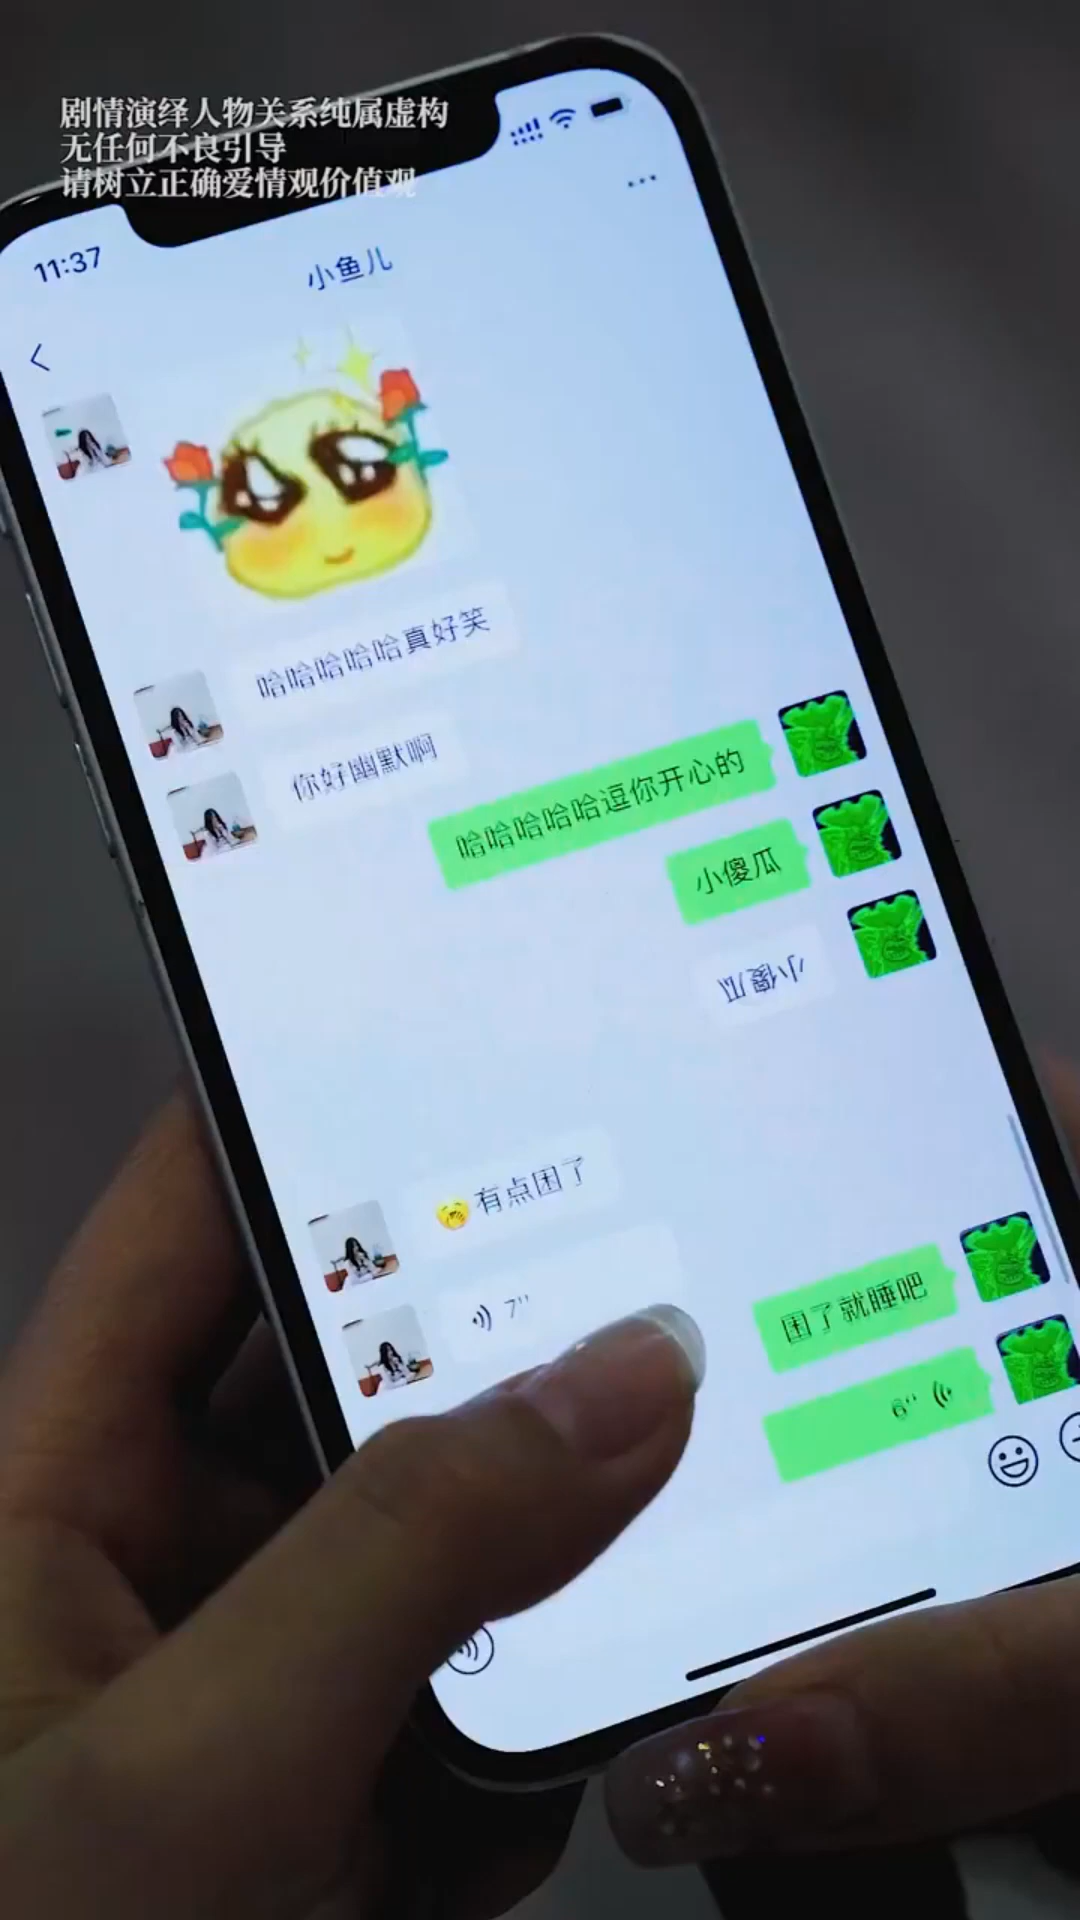 剧情演绎人物关系纯属虚构
无任何不良引导
请树立正确爱情观价值观
11:37
小鱼儿
哈哈哈哈哈真好笑
你好幽默啊
哈哈哈哈哈逗你开心的
小傻瓜
小傻瓜
有点困了
7''
困了就睡吧
6''